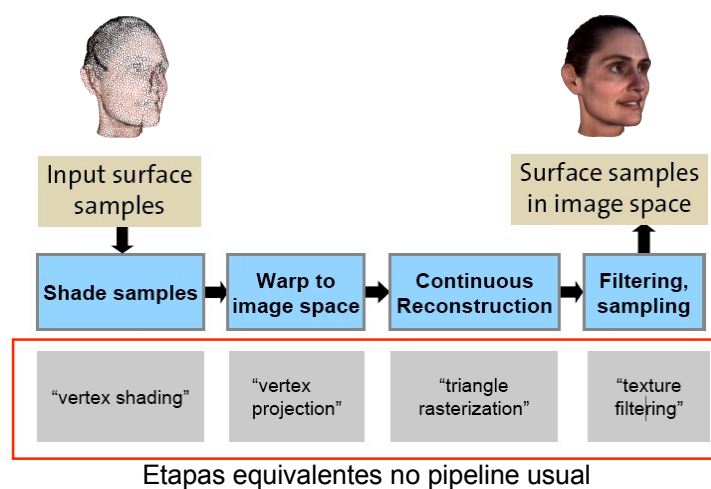 Input surface
samples
Surface samples
in image space
Shade samples
Warp to
image space
Continuous
Reconstruction
Filtering,
sampling
“vertex shading”
“vertex
projection”
“triangle
rasterization”
“texture
filtering”
Etapas equivalentes no pipeline usual